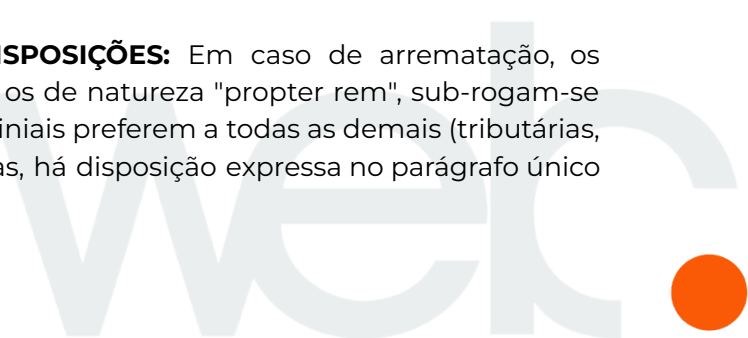 ISPOSIÇÕES: Em caso de arrematação, os
os de natureza "propter rem", sub-rogam-se
iniais preferem a todas as demais (tributárias,
as, há disposição expressa no parágrafo único
web.